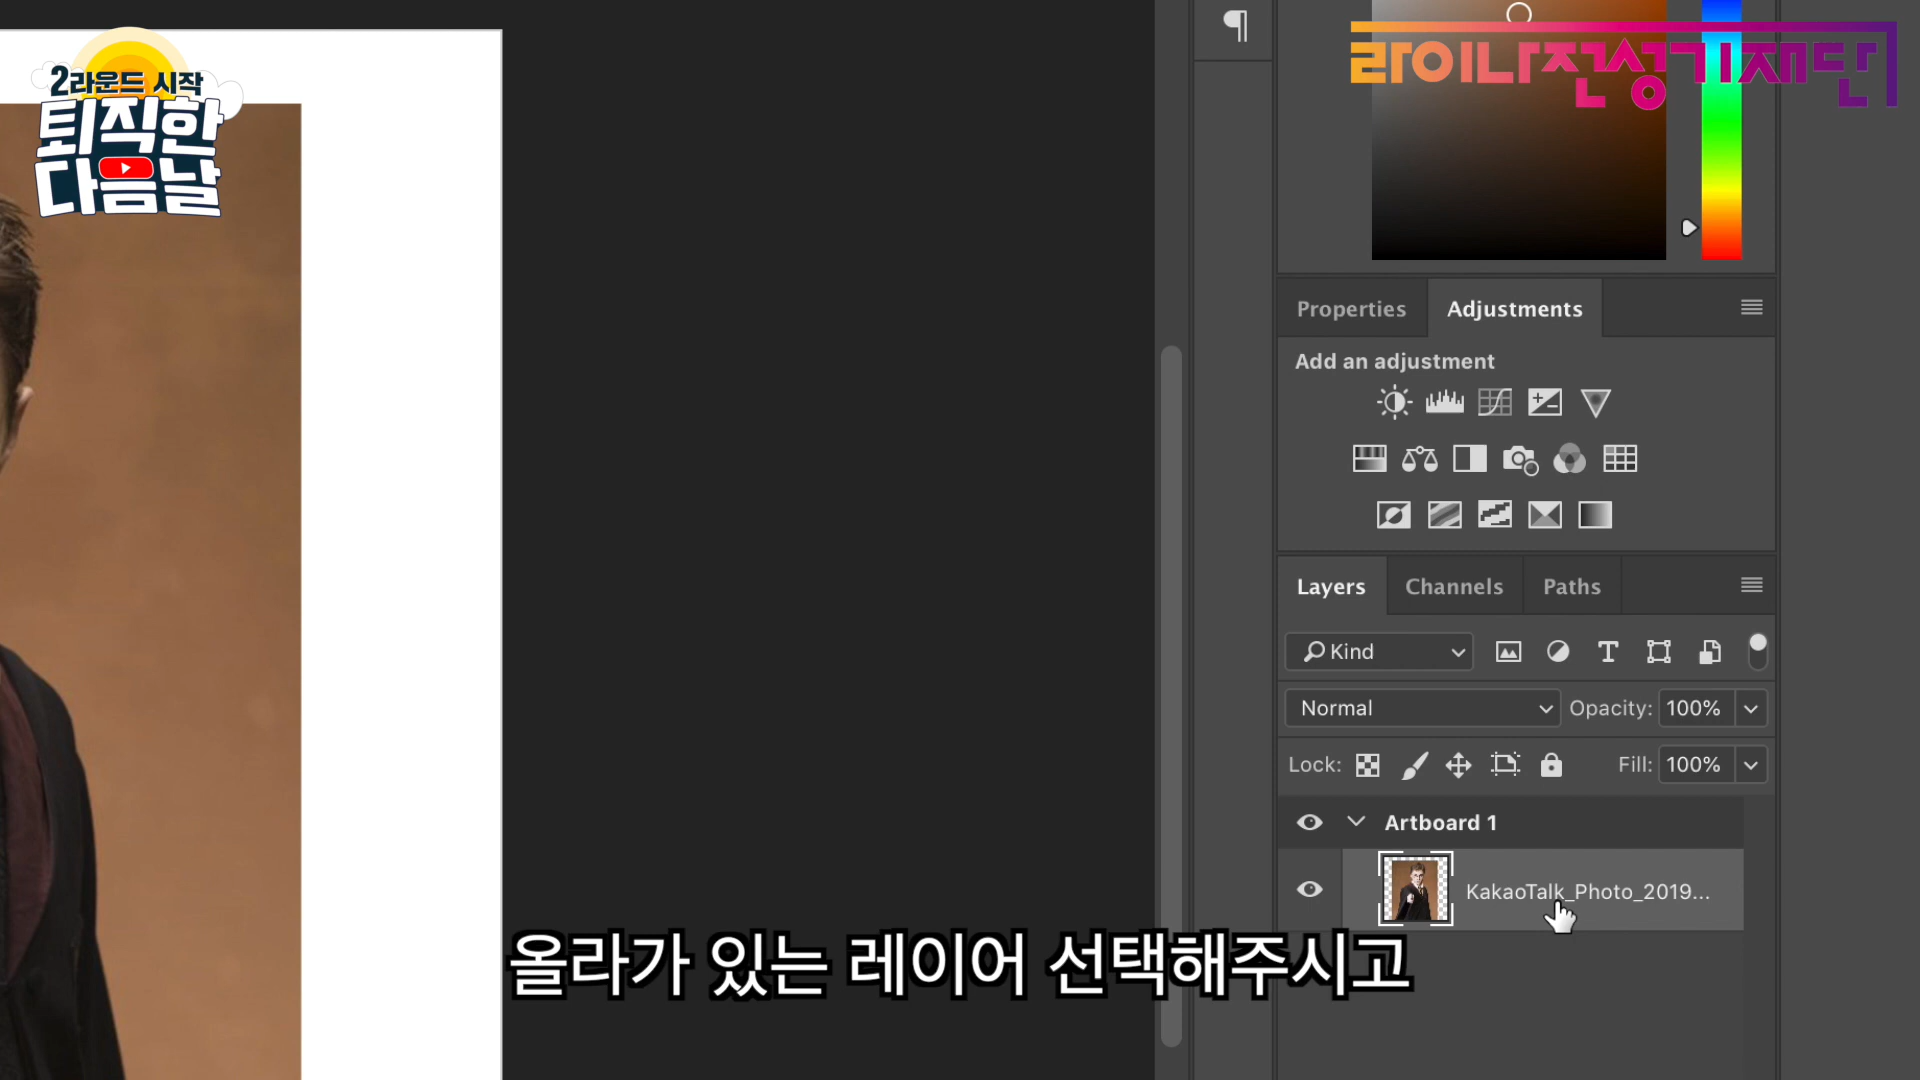 2라운드 시작
퇴직한
다음날
라이나전성기재단
Properties
Adjustments
Add an adjustment
Layers
Channels
Paths
Kind
Normal
Opacity: 100%
Lock:
Fill: 100%
Artboard 1
KakaoTalk_Photo_2019...
올라가 있는 레이어 선택해주시고